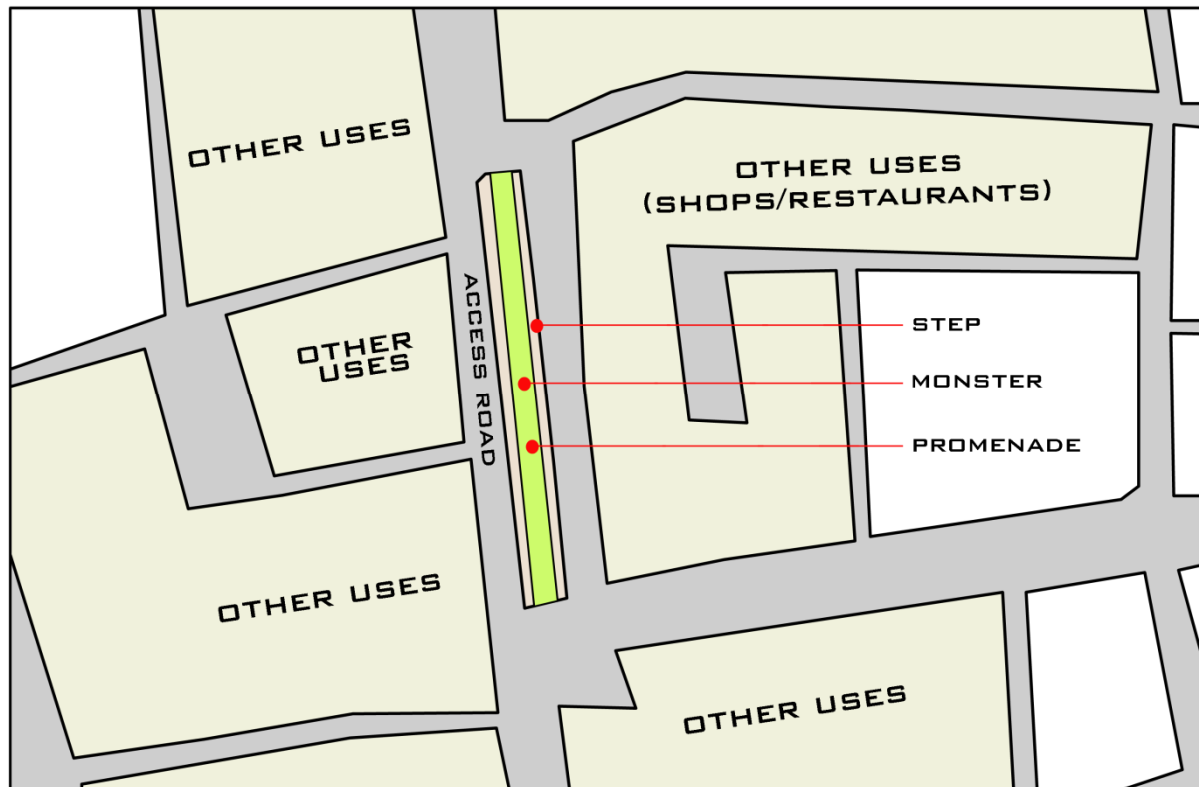 OTHER USES
OTHER USES
(SHOPS/RESTAURANTS)
ACCESS ROAD
OTHER
USES
STEP
MONSTER
PROMENADE
OTHER USES
OTHER USES